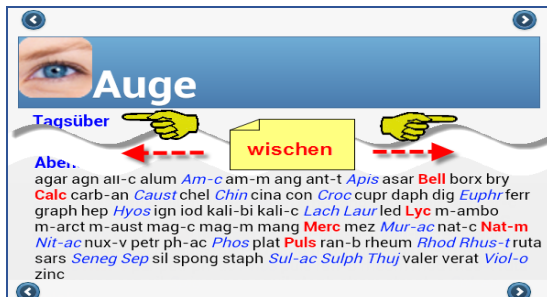 Auge
Tagsüber
wischen
agar agn all-c alum Am-c am-m ang ant-t Apis asar Bell borx bry
Calc carb-an Caust chel Chin cina con Croc cupr daph dig Euphr ferr
graph hep Hyos ign iod kali-bi kali-c Lach Laur led Lyc m-ambo
m-arct m-aust mag-c mag-m mang Merc mez Mur-ac nat-c Nat-m
Nit-ac nux-v petr ph-ac Phos plat Puls ran-b rheum Rhod Rhus-t ruta
sars Seneg Sep sil spong staph Sul-ac Sulph Thuj valer verat Viol-o
zinc